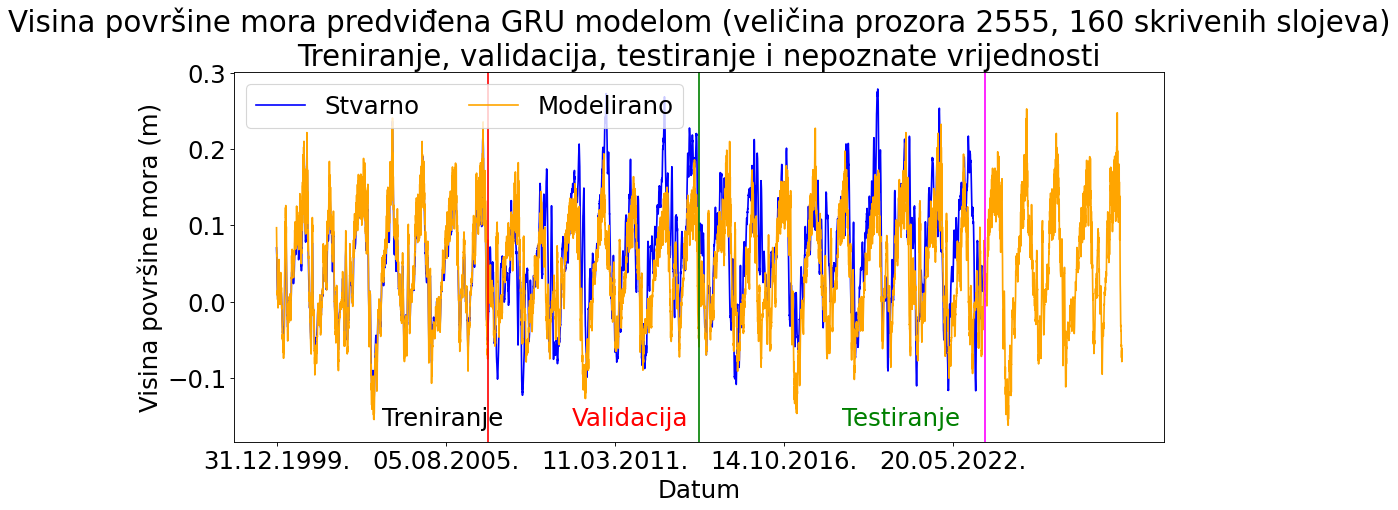 Visina površine mora predviđena GRU modelom (veličina prozora 2555, 160 skrivenih slojeva)
Treniranje, validacija, testiranje i nepoznate vrijednosti
Stvarno Modelirano
Visina površine mora (m)
0.3
0.2
0.1
0.0
−0.1
Treniranje Validacija Testiranje
31.12.1999. 05.08.2005. 11.03.2011. 14.10.2016. 20.05.2022.
Datum